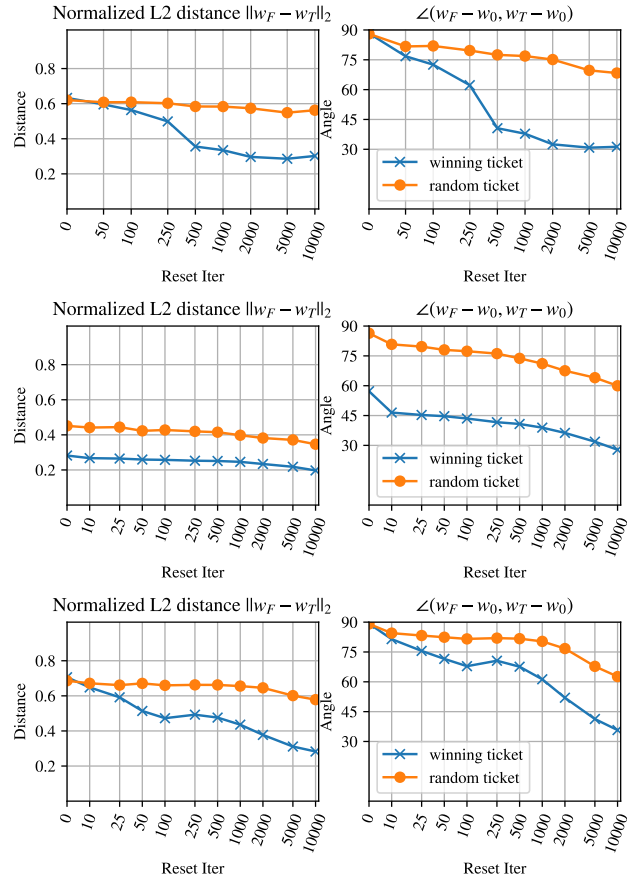 Normalized L2 distance ||w_F − w_T||_2
∠(w_F − w_0, w_T − w_0)
Distance
0.8
0.6
0.4
0.2
0 50 100 250 500 1000 2000 5000 10000
Reset Iter
Angle
90
75
60
45
30
winning ticket
random ticket
0 50 100 250 500 1000 2000 5000 10000
Reset Iter
Normalized L2 distance ||w_F − w_T||_2
∠(w_F − w_0, w_T − w_0)
Distance
0.8
0.6
0.4
0.2
0 10 25 50 100 250 500 1000 2000 5000 10000
Reset Iter
Angle
90
75
60
45
30
winning ticket
random ticket
0 10 25 50 100 250 500 1000 2000 5000 10000
Reset Iter
Normalized L2 distance ||w_F − w_T||_2
∠(w_F − w_0, w_T − w_0)
Distance
0.8
0.6
0.4
0.2
0 10 25 50 100 250 500 1000 2000 5000 10000
Reset Iter
Angle
90
75
60
45
30
winning ticket
random ticket
0 10 25 50 100 250 500 1000 2000 5000 10000
Reset Iter